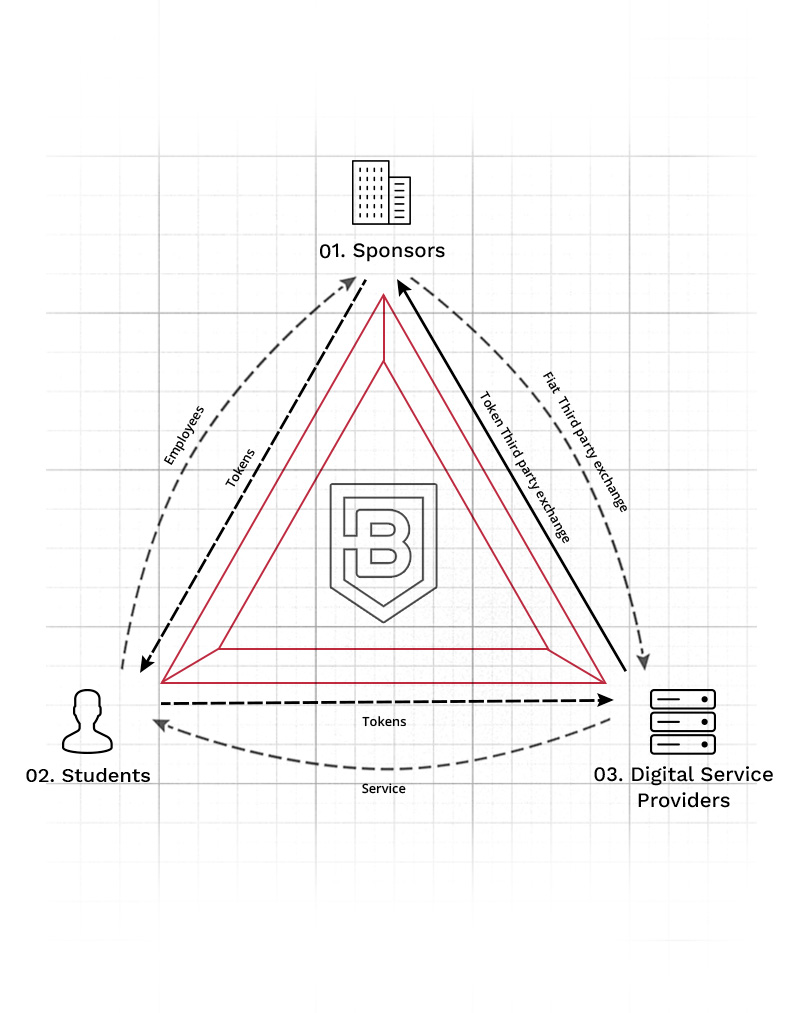 01. Sponsors
Employees
Tokens
Token Third party exchange
Fiat Third party exchange
B
Tokens
Service
02. Students
03. Digital Service
Providers